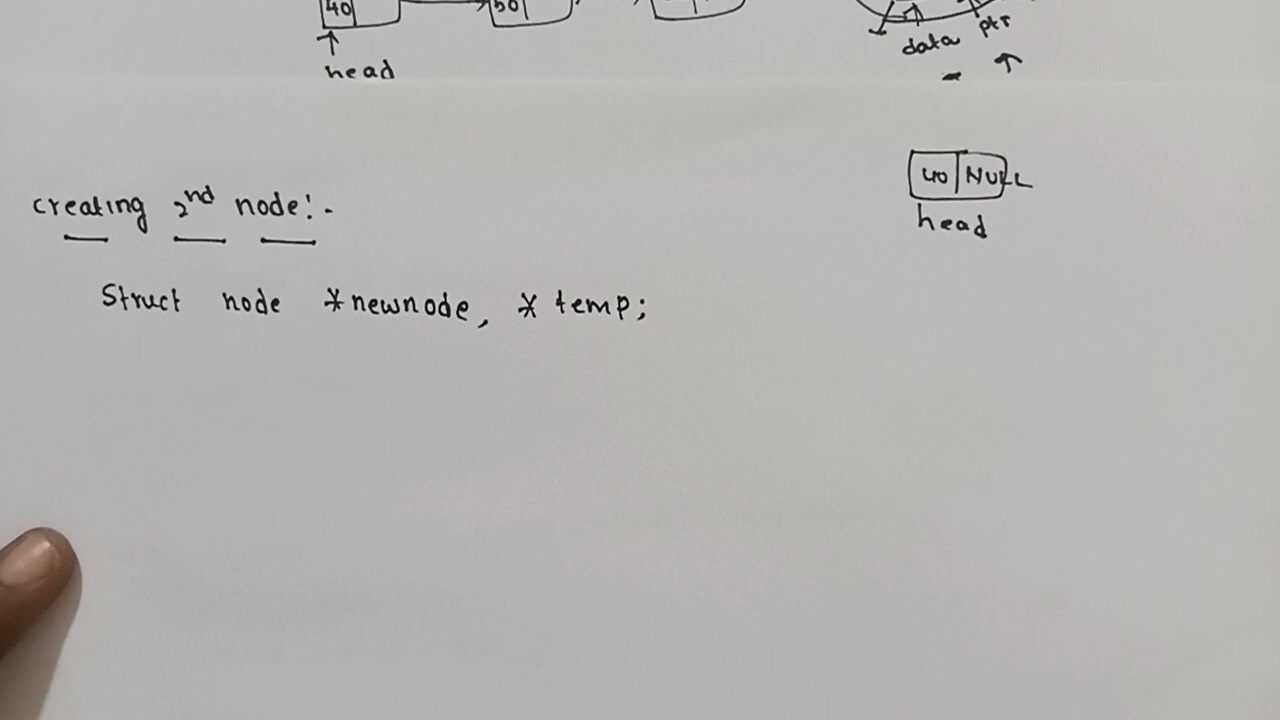 40 50
data ptr
head
40 NULL
head
creating 2nd node:-
Struct node *newnode, * temp;